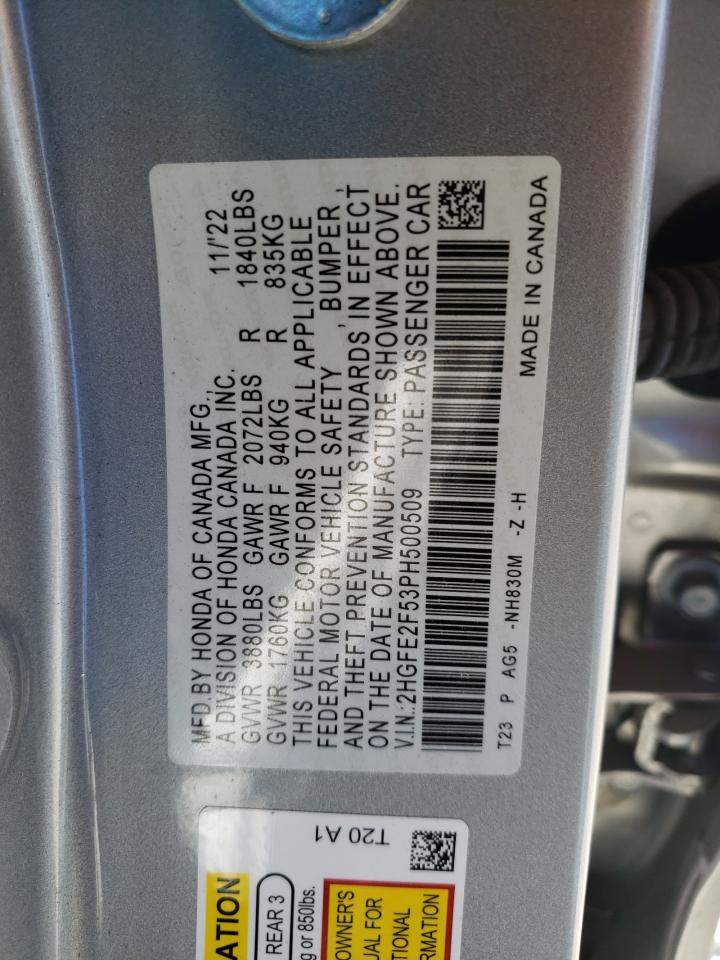 MFD.BY HONDA OF CANADA MFG., 11/'22
A DIVISION OF HONDA CANADA INC.
GVWR 3880LBS GAWR F 2072LBS R 1840LBS
GVWR 1760KG GAWR F 940KG R 835KG
THIS VEHICLE CONFORMS TO ALL APPLICABLE
FEDERAL MOTOR VEHICLE SAFETY, BUMPER,
AND THEFT PREVENTION STANDARDS IN EFFECT
ON THE DATE OF MANUFACTURE SHOWN ABOVE.
V.I.N.:2HGFE2F53PH500509 TYPE: PASSENGER CAR
T23 P AG5 -NH830M -Z -H
MADE IN CANADA
T20 A1
REAR 3
or 850lbs.
OWNER'S
FOR